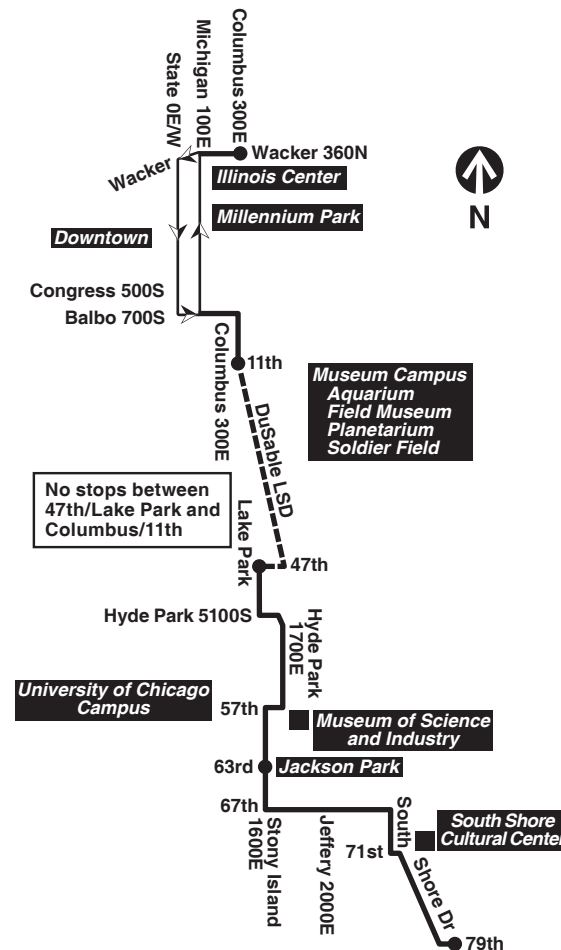 State 0E/W
Michigan 100E
Columbus 300E
Wacker
Wacker 360N
Illinois Center
Millennium Park
N
Downtown
Congress 500S
Balbo 700S
Columbus 300E
11th
DuSable LSD
Museum Campus
Aquarium
Field Museum
Planetarium
Soldier Field
No stops between
47th/Lake Park and
Columbus/11th
Lake Park
47th
Hyde Park 5100S
Hyde Park
1700E
University of Chicago
Campus
57th
Museum of Science
and Industry
63rd
Jackson Park
67th
Stony Island
1600E
Jeffery 2000E
71st
South
Shore Dr
South Shore
Cultural Center
79th